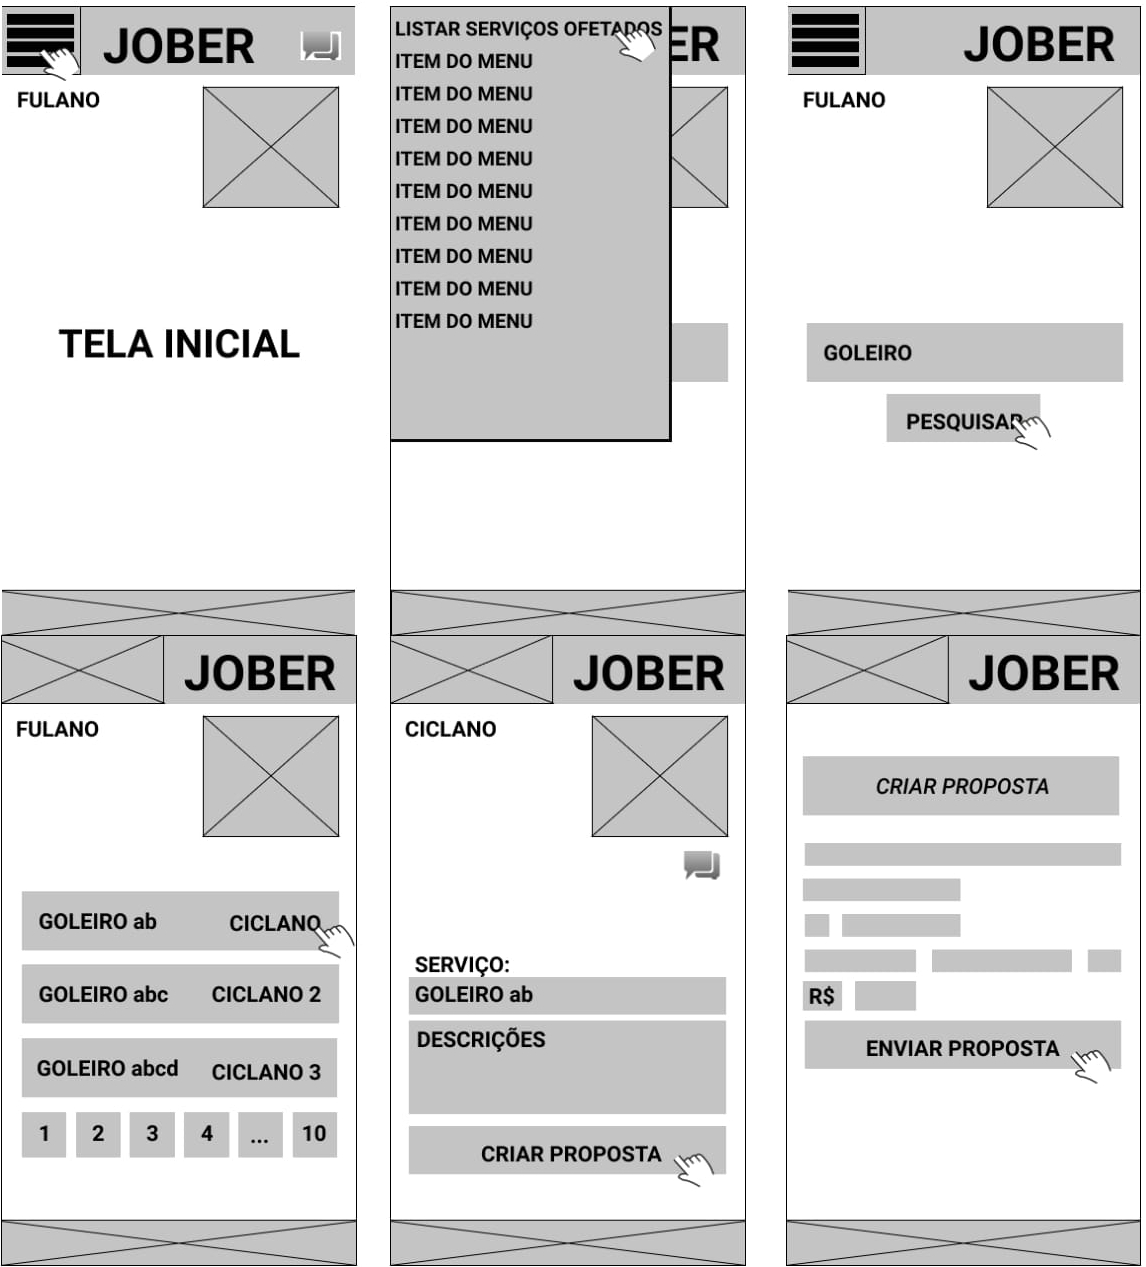 JOBER
FULANO
TELA INICIAL
LISTAR SERVIÇOS OFETADOS
ITEM DO MENU
ITEM DO MENU
ITEM DO MENU
ITEM DO MENU
ITEM DO MENU
ITEM DO MENU
ITEM DO MENU
ITEM DO MENU
ITEM DO MENU
ER
JOBER
FULANO
GOLEIRO
PESQUISAR
JOBER
FULANO
GOLEIRO ab CICLANO
GOLEIRO abc CICLANO 2
GOLEIRO abcd CICLANO 3
1 2 3 4 ... 10
JOBER
CICLANO
SERVIÇO:
GOLEIRO ab
DESCRIÇÕES
CRIAR PROPOSTA
JOBER
CRIAR PROPOSTA
R$
ENVIAR PROPOSTA